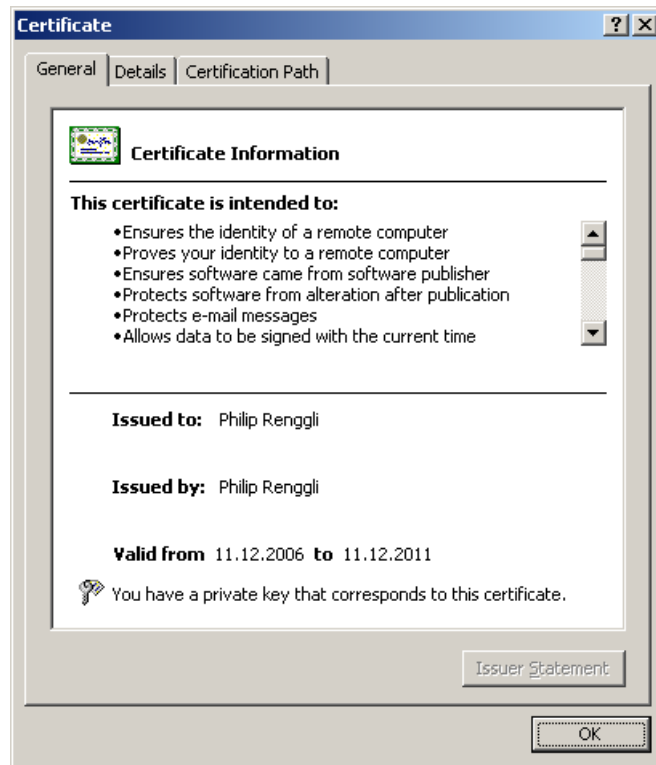 Certificate
General Details Certification Path
Certificate Information
This certificate is intended to:
•Ensures the identity of a remote computer
•Proves your identity to a remote computer
•Ensures software came from software publisher
•Protects software from alteration after publication
•Protects e-mail messages
•Allows data to be signed with the current time
Issued to: Philip Renggli
Issued by: Philip Renggli
Valid from 11.12.2006 to 11.12.2011
You have a private key that corresponds to this certificate.
Issuer Statement
OK